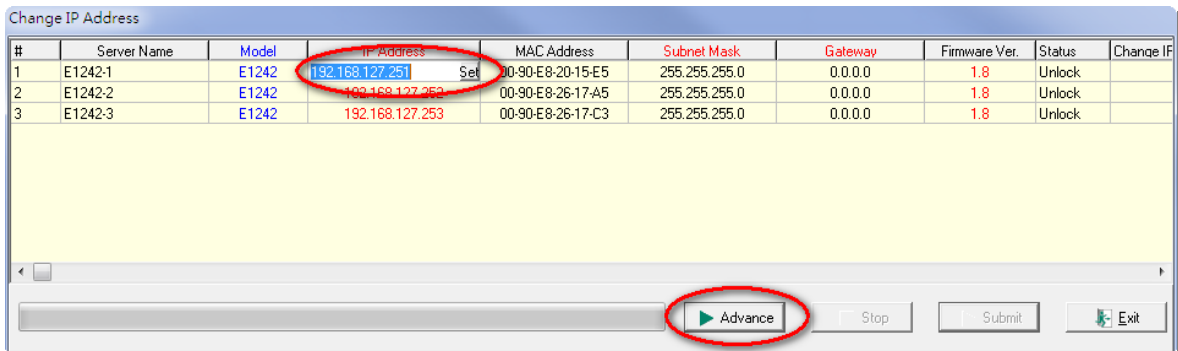 Change IP Address
# Server Name Model IP Address MAC Address Subnet Mask Gateway Firmware Ver. Status Change IP
1 E1242-1 E1242 192.168.127.251 Set 00-90-E8-20-15-E5 255.255.255.0 0.0.0.0 1.8 Unlock
2 E1242-2 E1242 192.168.127.252 00-90-E8-26-17-A5 255.255.255.0 0.0.0.0 1.8 Unlock
3 E1242-3 E1242 192.168.127.253 00-90-E8-26-17-C3 255.255.255.0 0.0.0.0 1.8 Unlock
Advance Stop Submit Exit